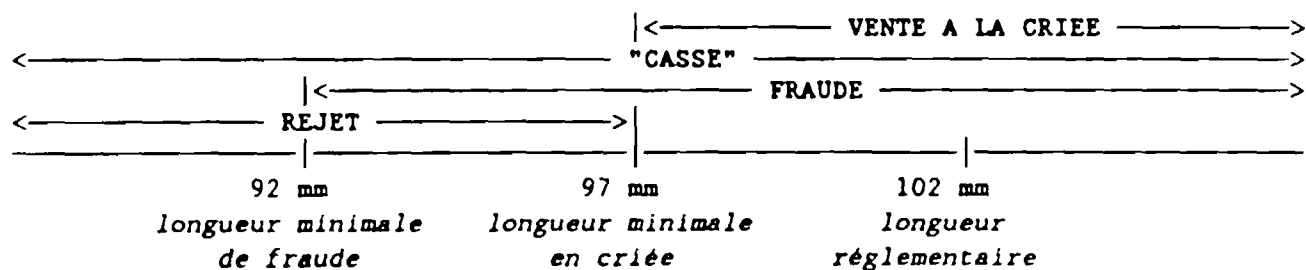 VENTE A LA CRIEE
"CASSE"
FRAUDE
REJET
92 mm 97 mm 102 mm
longueur minimale longueur minimale longueur
de fraude en criée réglementaire